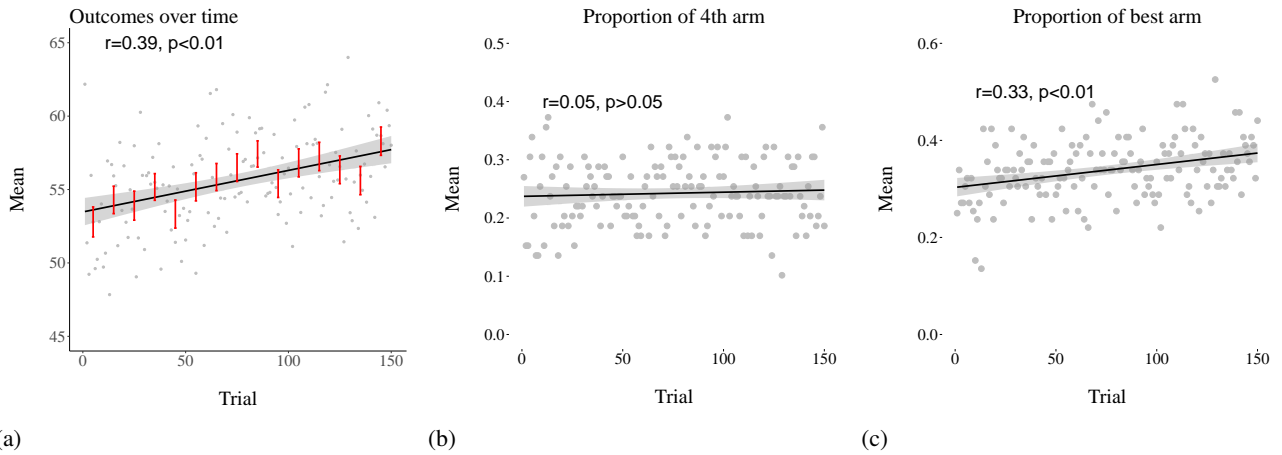 Outcomes over time
r=0.39, p<0.01
65
60
55
50
45
Mean
0
50
100
150
Trial
(a)
Proportion of 4th arm
r=0.05, p>0.05
0.5
0.4
0.3
0.2
0.1
0.0
Mean
0
50
100
150
Trial
(b)
Proportion of best arm
r=0.33, p<0.01
0.6
0.4
0.2
0.0
Mean
0
50
100
150
Trial
(c)